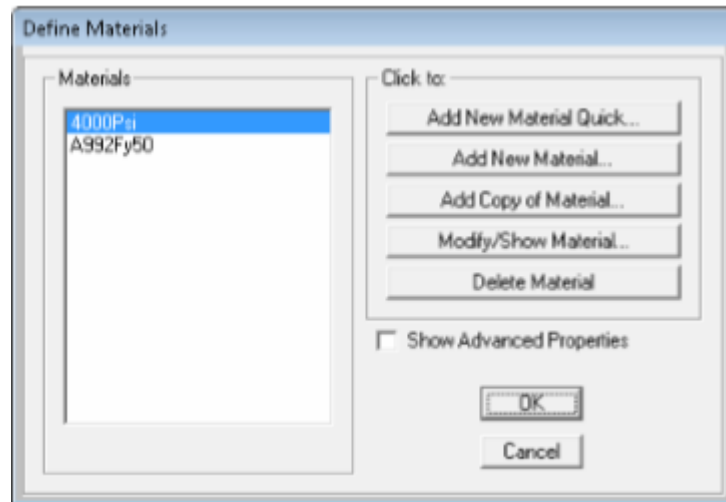 Define Materials
Materials
4000Psi
A992Fy50
Click to:
Add New Material Quick...
Add New Material...
Add Copy of Material...
Modify/Show Material...
Delete Material
Show Advanced Properties
OK
Cancel